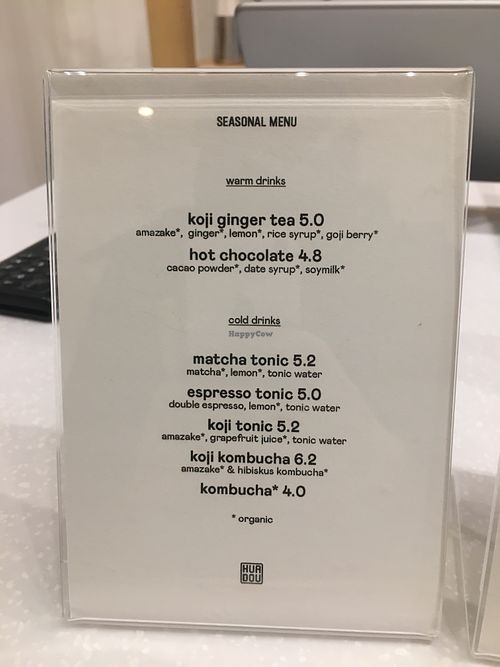 SEASONAL MENU
warm drinks
koji ginger tea 5.0
amazake*, ginger*, lemon*, rice syrup*, goji berry*
hot chocolate 4.8
cacao powder*, date syrup*, soymilk*
cold drinks
HappyCow
matcha tonic 5.2
matcha*, lemon*, tonic water
espresso tonic 5.0
double espresso, lemon*, tonic water
koji tonic 5.2
amazake*, grapefruit juice*, tonic water
koji kombucha 6.2
amazake* & hibiskus kombucha*
kombucha* 4.0
* organic
HUA
DOU